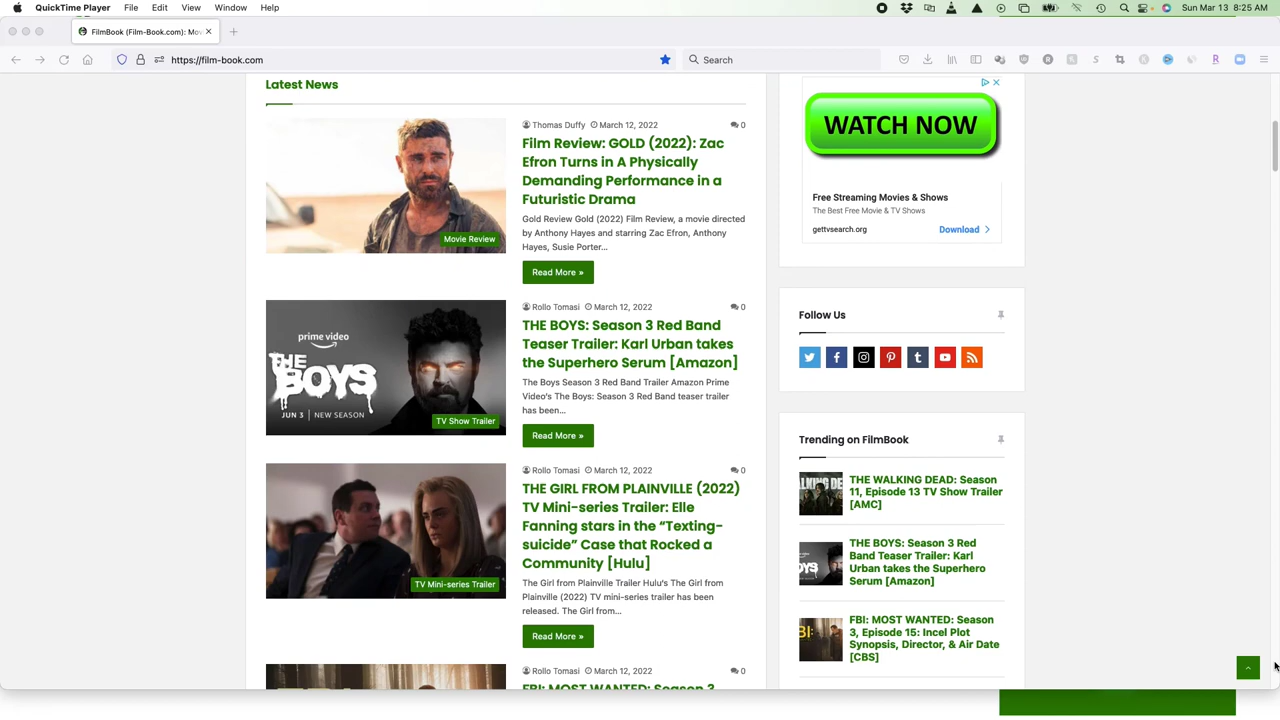 QuickTime Player File Edit View Window Help
Sun Mar 13 8:25 AM
FilmBook (Film-Book.com): Mov
https://film-book.com
Search
Latest News
Movie Review
Thomas Duffy March 12, 2022 0
Film Review: GOLD (2022): Zac
Efron Turns in A Physically
Demanding Performance in a
Futuristic Drama
Gold Review Gold (2022) Film Review, a movie directed
by Anthony Hayes and starring Zac Efron, Anthony
Hayes, Susie Porter...
Read More »
prime video
THE
BOYS
JUN 3 | NEW SEASON
TV Show Trailer
Rollo Tomasi March 12, 2022 0
THE BOYS: Season 3 Red Band
Teaser Trailer: Karl Urban takes
the Superhero Serum [Amazon]
The Boys Season 3 Red Band Trailer Amazon Prime
Video's The Boys: Season 3 Red Band teaser trailer
has been...
Read More »
TV Mini-series Trailer
Rollo Tomasi March 12, 2022 0
THE GIRL FROM PLAINVILLE (2022)
TV Mini-series Trailer: Elle
Fanning stars in the “Texting-
suicide” Case that Rocked a
Community [Hulu]
The Girl from Plainville Trailer Hulu's The Girl from
Plainville (2022) TV mini-series trailer has been
released. The Girl from...
Read More »
Rollo Tomasi March 12, 2022 0
FBI: MOST WANTED: Season 3
WATCH NOW
Free Streaming Movies & Shows
The Best Free Movie & TV Shows
gettvsearch.org
Download
Follow Us
Trending on FilmBook
THE WALKING DEAD: Season
11, Episode 13 TV Show Trailer
[AMC]
THE BOYS: Season 3 Red
Band Teaser Trailer: Karl
Urban takes the Superhero
Serum [Amazon]
FBI: MOST WANTED: Season
3, Episode 15: Incel Plot
Synopsis, Director, & Air Date
[CBS]